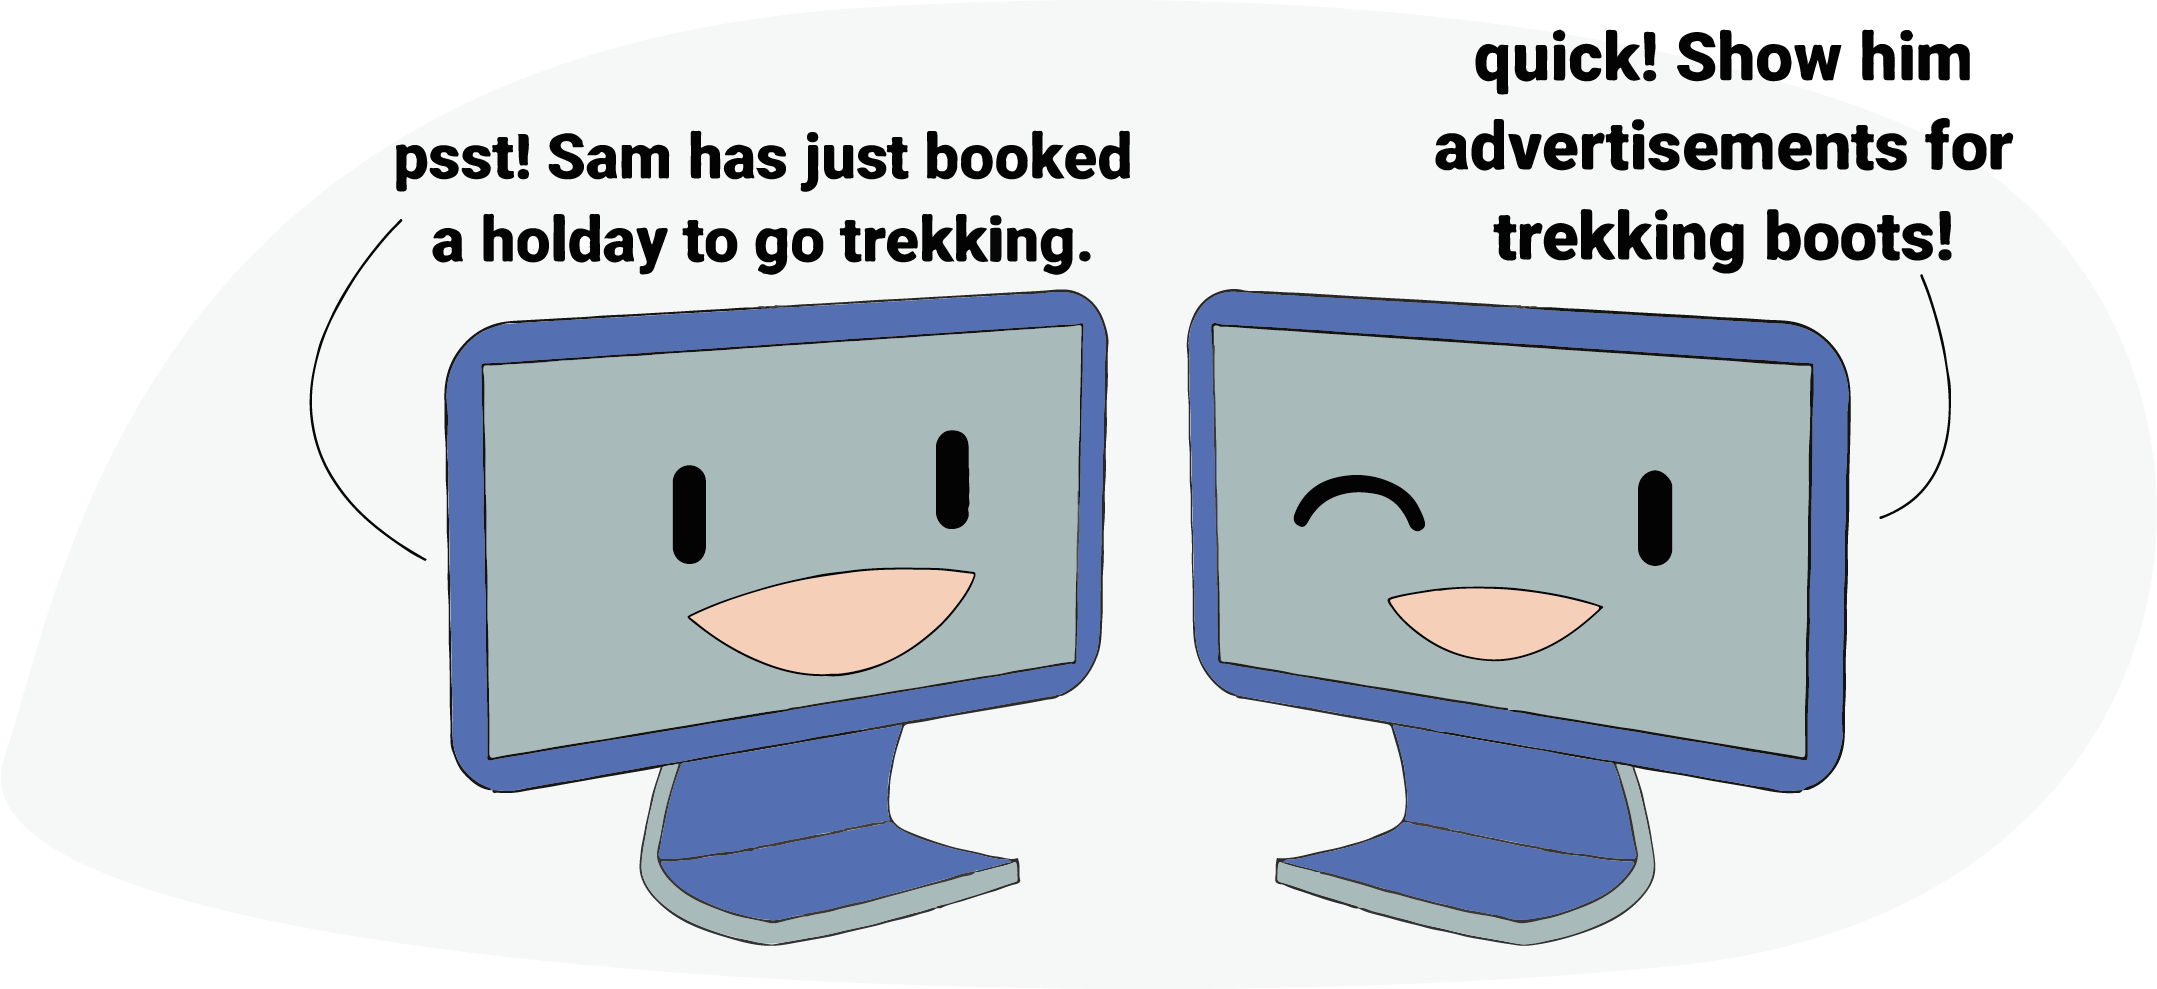 psst! Sam has just booked
a holday to go trekking.
quick! Show him
advertisements for
trekking boots!